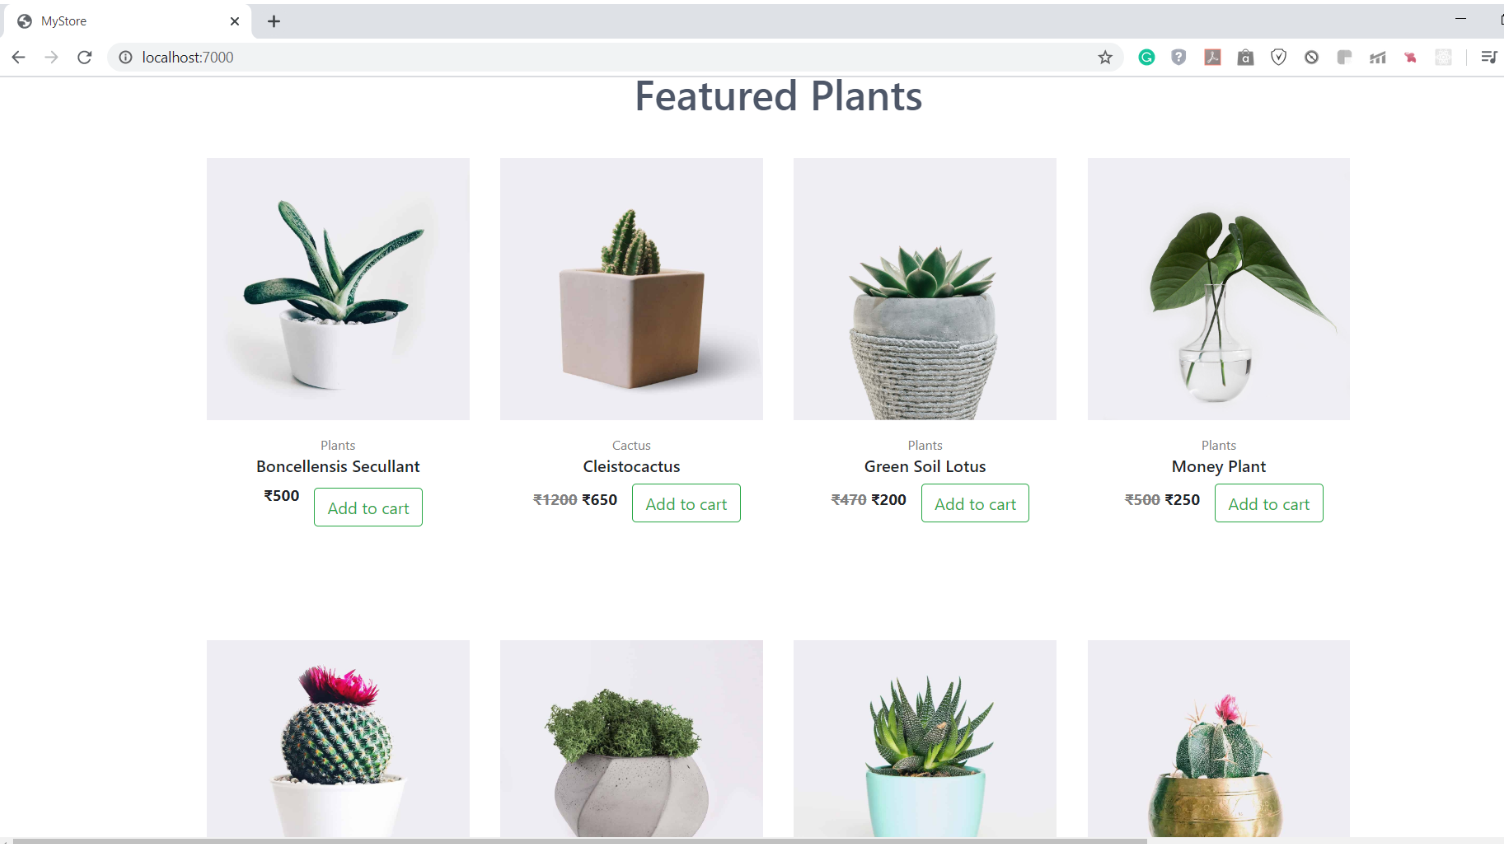 MyStore
localhost:7000
Featured Plants
Plants
Boncellensis Secullant
₹500 Add to cart
Cactus
Cleistocactus
₹1200 ₹650 Add to cart
Plants
Green Soil Lotus
₹470 ₹200 Add to cart
Plants
Money Plant
₹500 ₹250 Add to cart